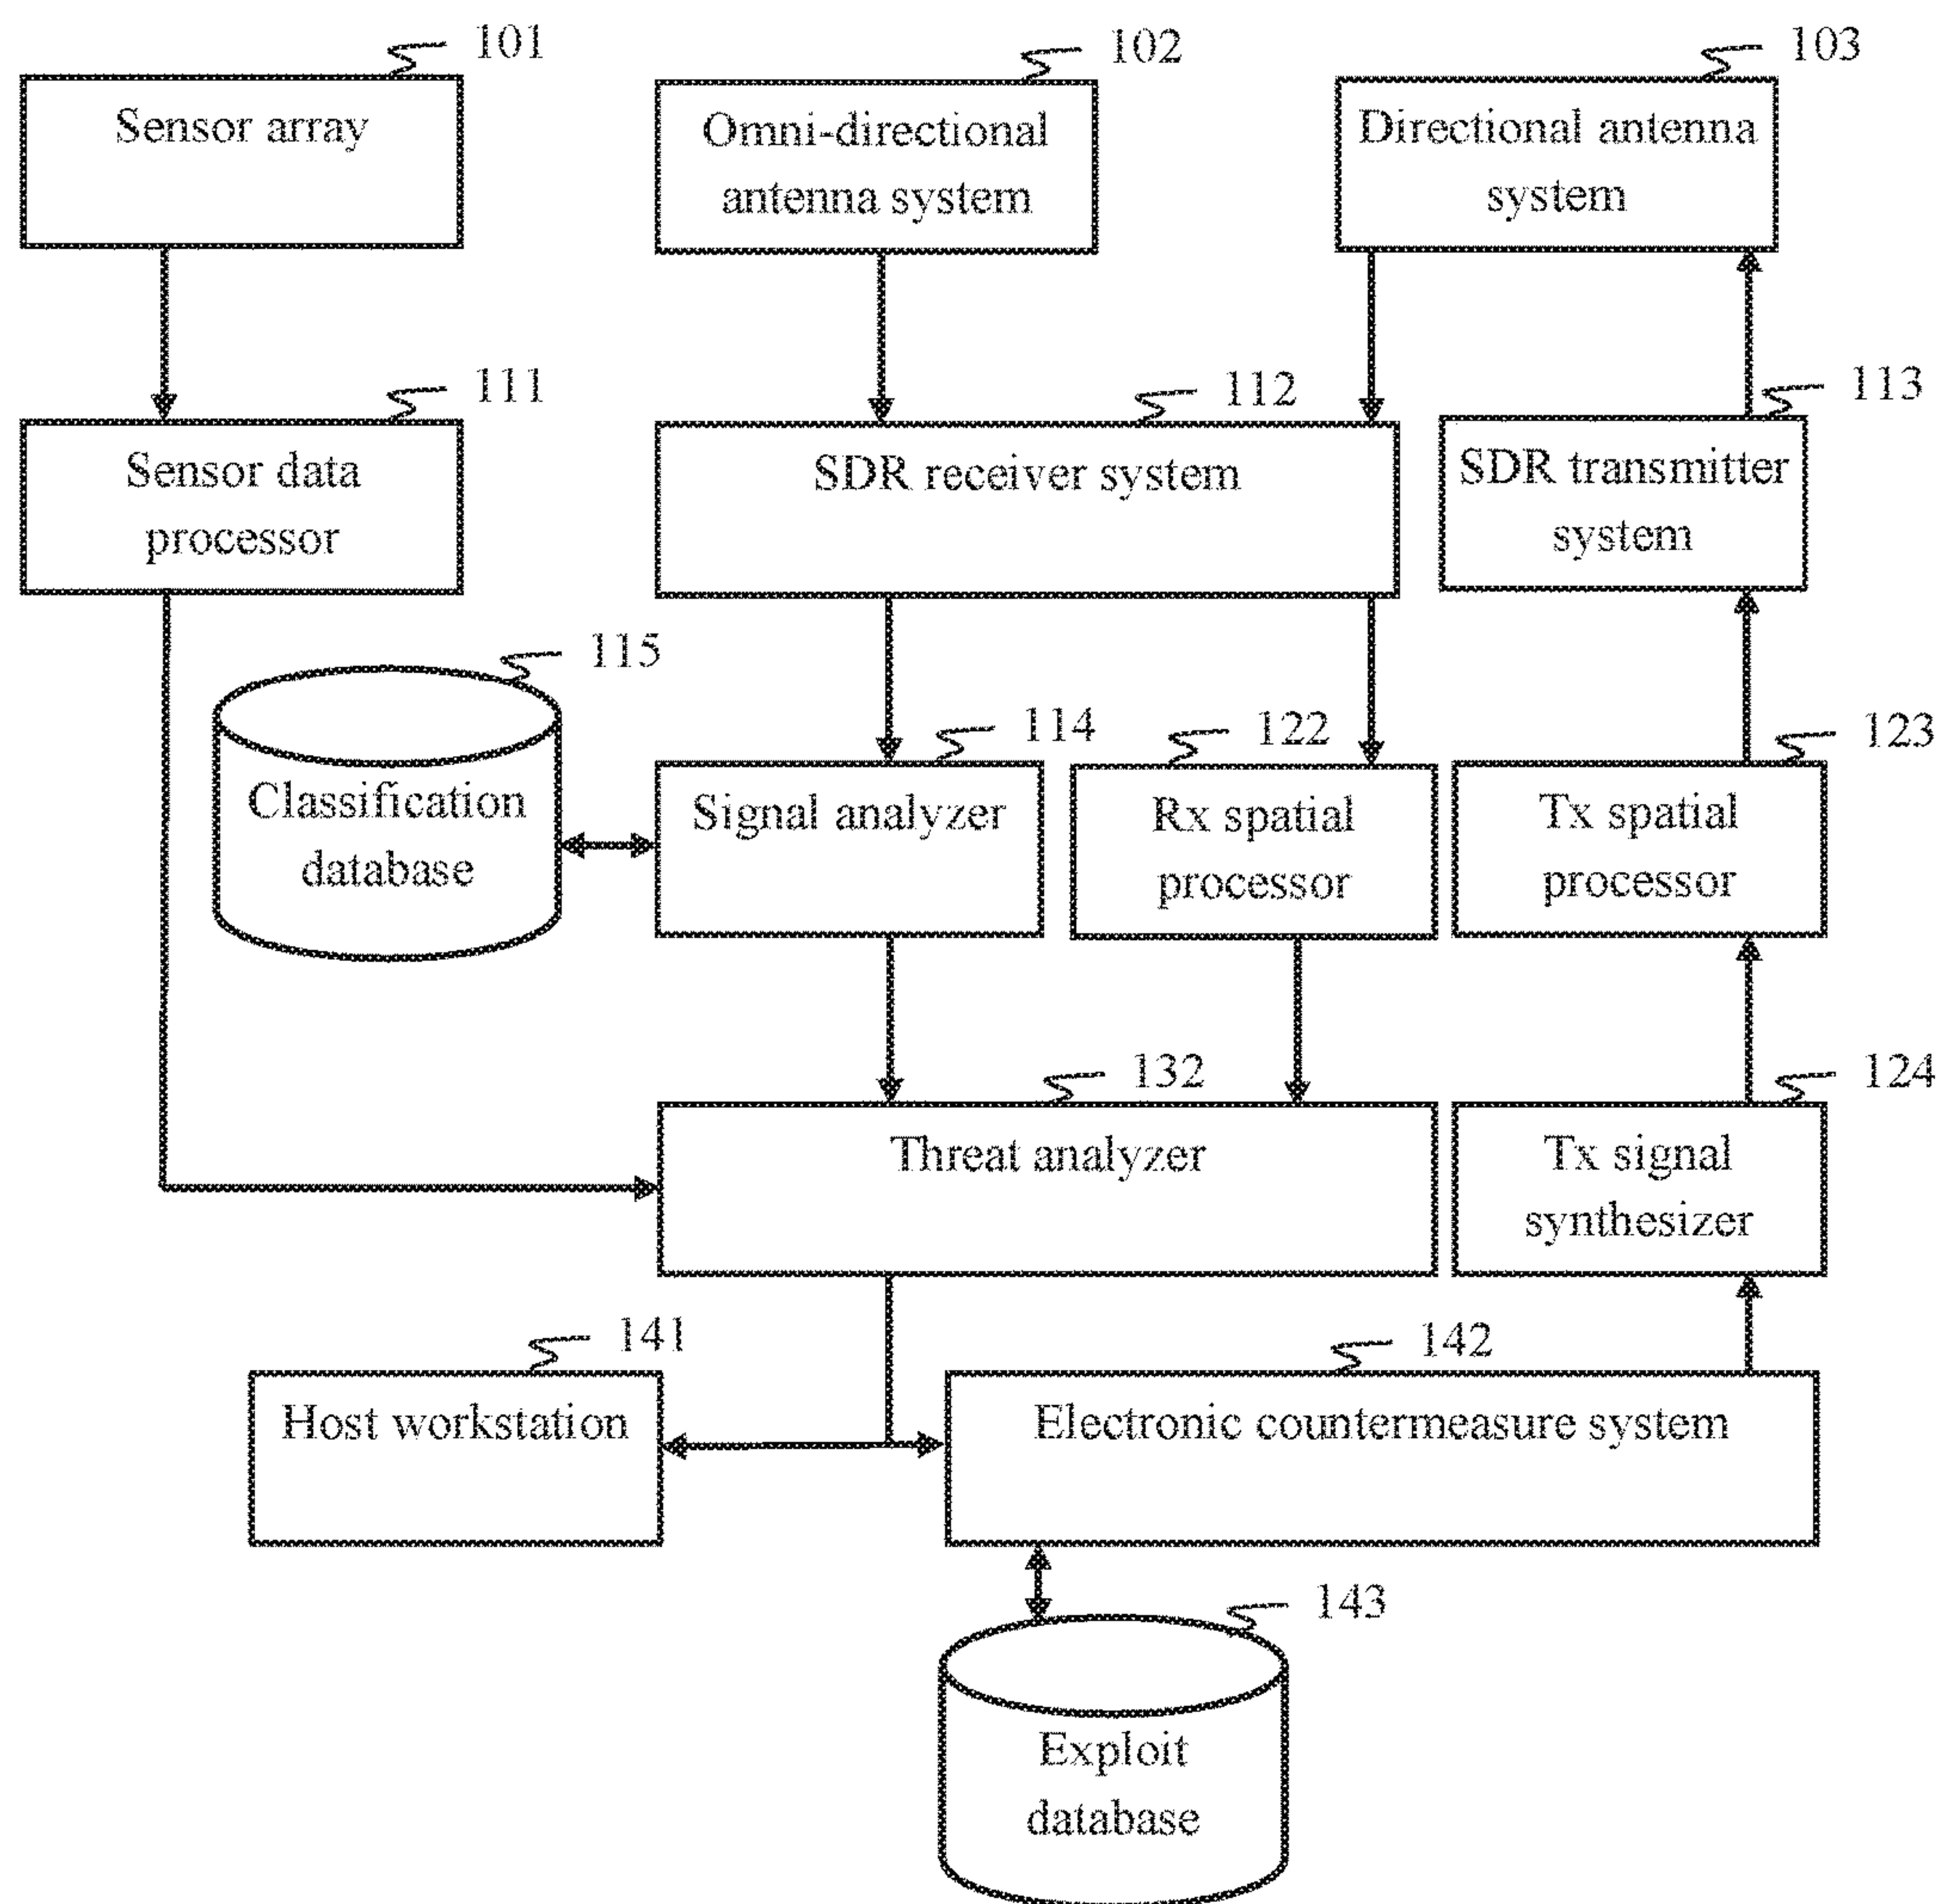 101
Sensor array
102
Omni-directional
antenna system
103
Directional antenna
system
111
Sensor data
processor
112
SDR receiver system
113
SDR transmitter
system
115
Classification
database
114
Signal analyzer
122
Rx spatial
processor
123
Tx spatial
processor
132
Threat analyzer
124
Tx signal
synthesizer
141
Host workstation
142
Electronic countermeasure system
143
Exploit
database